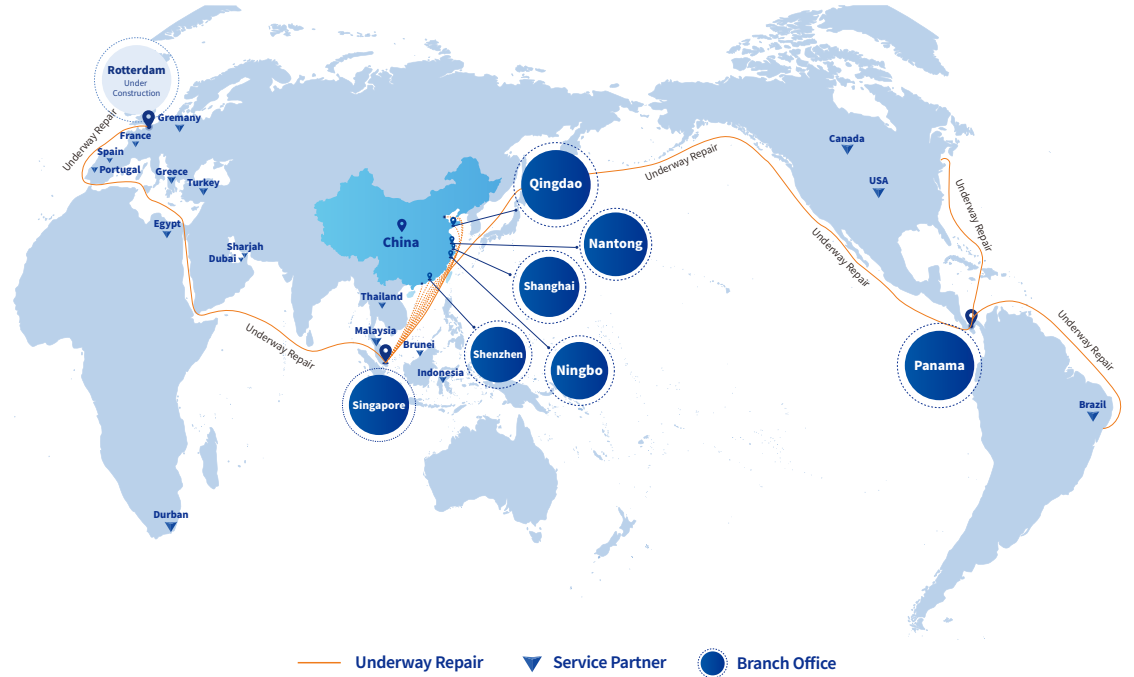 Rotterdam
Under
Construction
Underway Repair
Gremany
France
Spain
Portugal
Greece
Turkey
Egypt
Sharjah
Dubai
Durban
Underway Repair
China
Thailand
Malaysia
Brunei
Indonesia
Singapore
Qingdao
Nantong
Shanghai
Shenzhen
Ningbo
Underway Repair
Canada
USA
Underway Repair
Underway Repair
Panama
Underway Repair
Brazil
Underway Repair
Service Partner
Branch Office